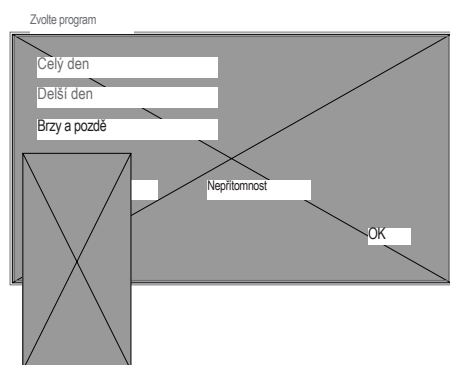 Zvolte program
Celý den
Delší den
Brzy a pozdě
Nepřítomnost
OK